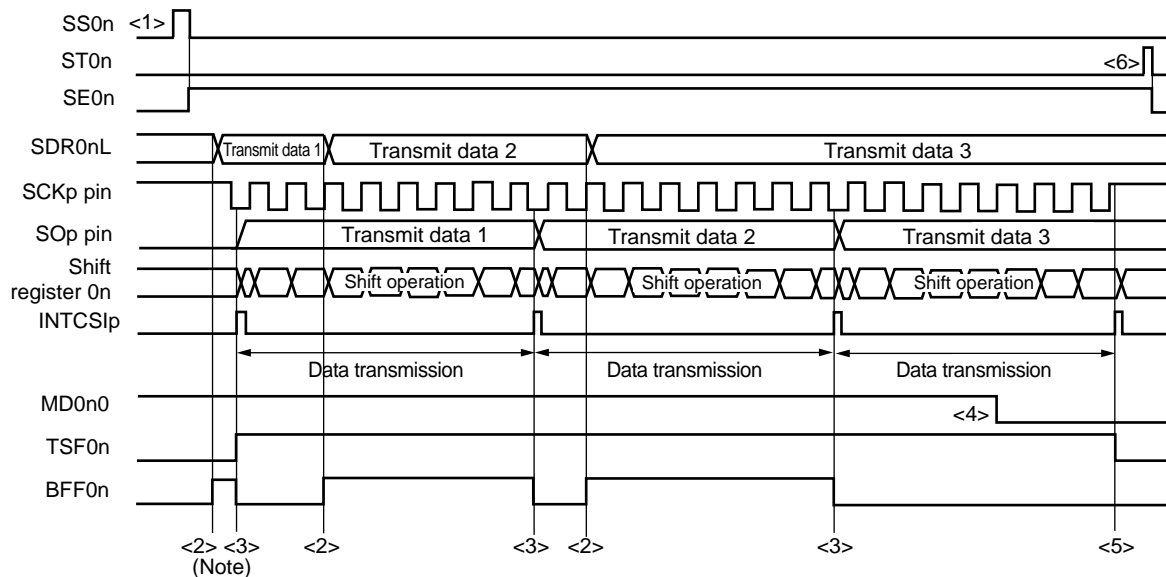 SS0n <1>
ST0n <6>
SE0n
SDR0nL Transmit data 1 Transmit data 2 Transmit data 3
SCKp pin
SOp pin Transmit data 1 Transmit data 2 Transmit data 3
Shift register 0n Shift operation Shift operation Shift operation
INTCSIp
Data transmission Data transmission Data transmission
MD0n0 <4>
TSF0n
BFF0n
<2> <3> <2> <3> <2> <3> <5>
(Note)